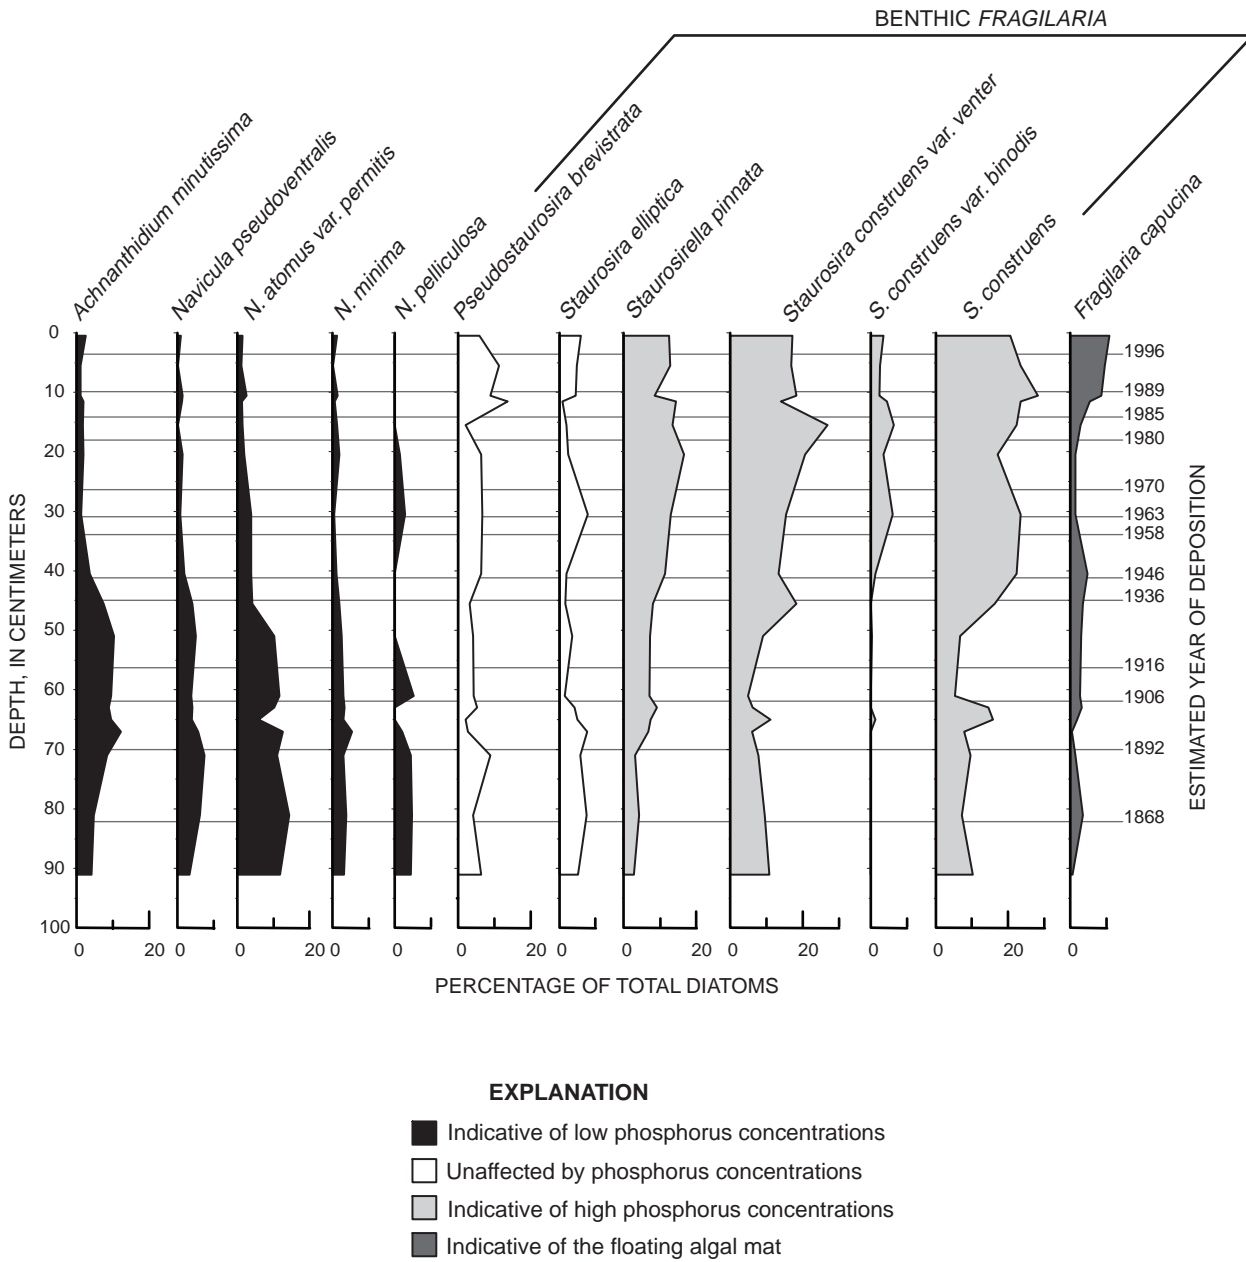 BENTHIC FRAGILARIA
Achnanthidium minutissima
Navicula pseudoventralis
N. atomus var. permitis
N. minima
N. pelliculosa
Pseudostaurosira brevistrata
Staurosira elliptica
Staurosirella pinnata
Staurosira construens var. venter
S. construens var. binodis
S. construens
Fragilaria capucina
DEPTH, IN CENTIMETERS
0
10
20
30
40
50
60
70
80
90
100
1996
1989
1985
1980
1970
1963
1958
1946
1936
1916
1906
1892
1868
ESTIMATED YEAR OF DEPOSITION
0 20 0 0 20 0 0 0 20 0 0 20 0 20 0 0 20 0
PERCENTAGE OF TOTAL DIATOMS
EXPLANATION
Indicative of low phosphorus concentrations
Unaffected by phosphorus concentrations
Indicative of high phosphorus concentrations
Indicative of the floating algal mat